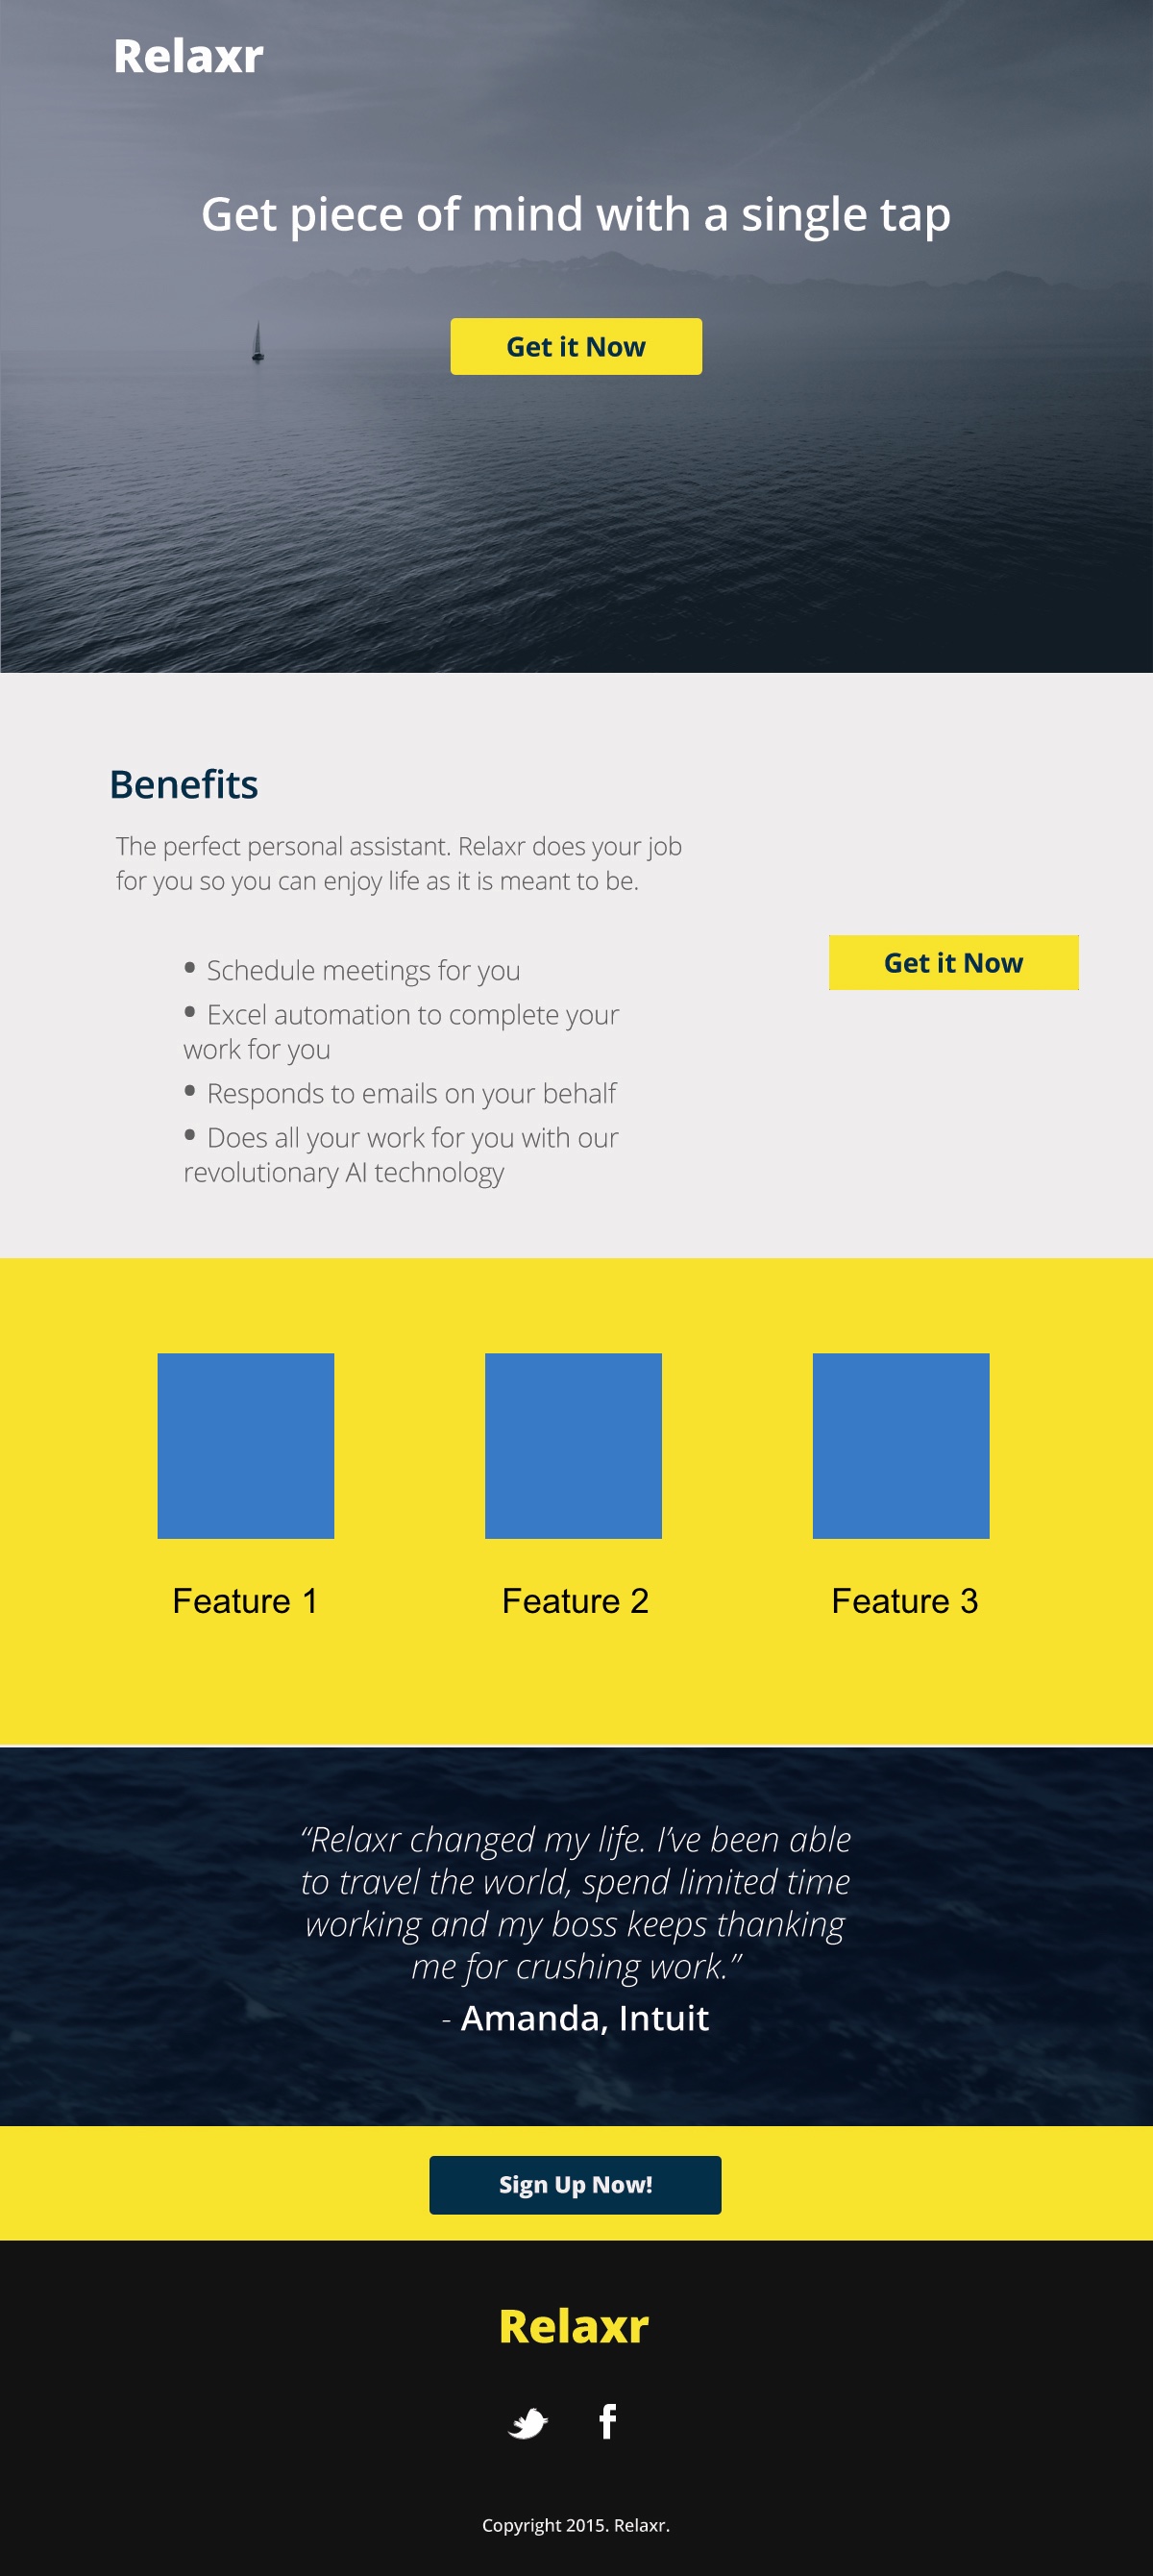 Relaxr
Get piece of mind with a single tap
Get it Now
Benefits
The perfect personal assistant. Relaxr does your job
for you so you can enjoy life as it is meant to be.
• Schedule meetings for you
• Excel automation to complete your
work for you
• Responds to emails on your behalf
• Does all your work for you with our
revolutionary AI technology
Get it Now
Feature 1
Feature 2
Feature 3
“Relaxr changed my life. I’ve been able
to travel the world, spend limited time
working and my boss keeps thanking
me for crushing work.”
- Amanda, Intuit
Sign Up Now!
Relaxr
Copyright 2015. Relaxr.